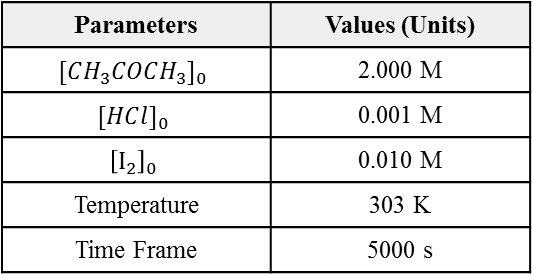 Parameters Values (Units)
[CH₃COCH₃]₀ 2.000 M
[HCl]₀ 0.001 M
[I₂]₀ 0.010 M
Temperature 303 K
Time Frame 5000 s